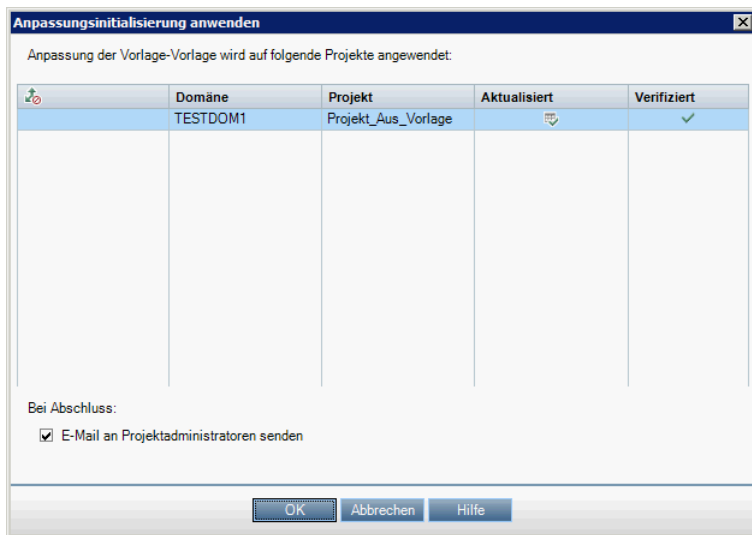 Anpassungsinitialisierung anwenden
Anpassung der Vorlage-Vorlage wird auf folgende Projekte angewendet:
Domäne Projekt Aktualisiert Verifiziert
TESTDOM1 Projekt_Aus_Vorlage
Bei Abschluss:
E-Mail an Projektadministratoren senden
OK Abbrechen Hilfe